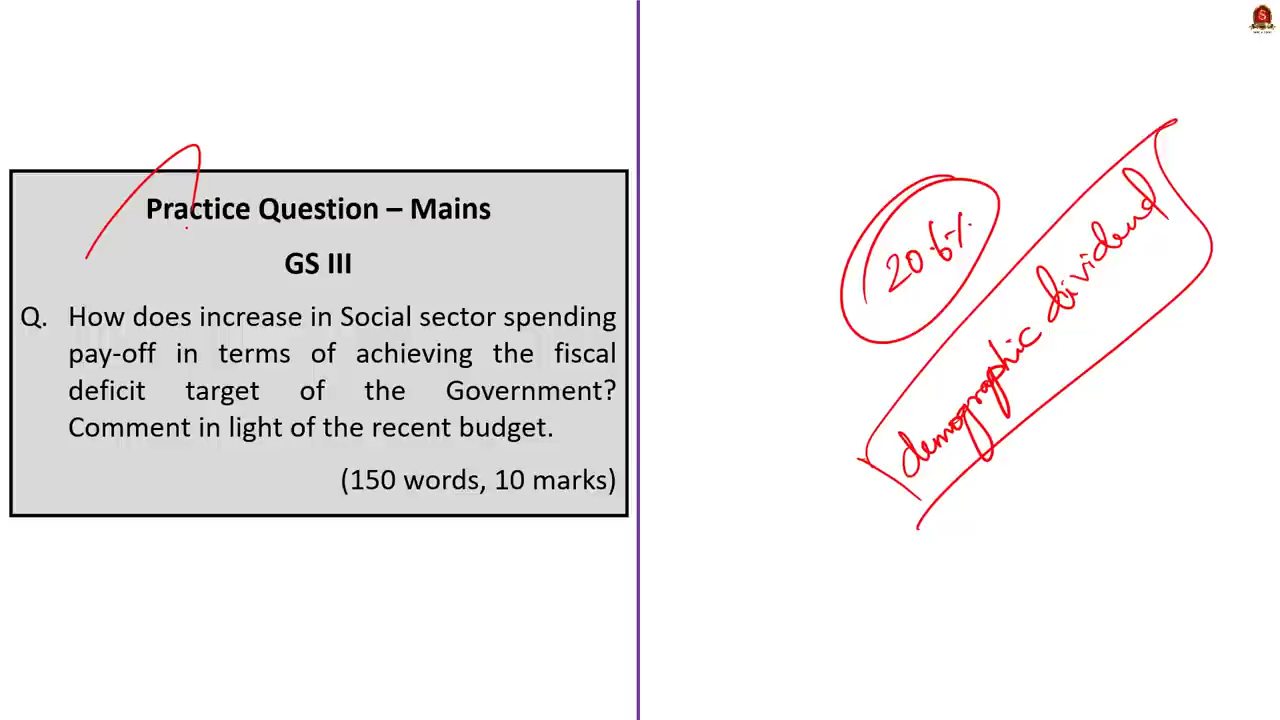 Practice Question – Mains
GS III
Q. How does increase in Social sector spending
pay-off in terms of achieving the fiscal
deficit target of the Government?
Comment in light of the recent budget.
(150 words, 10 marks)
20.6%
demographic dividend